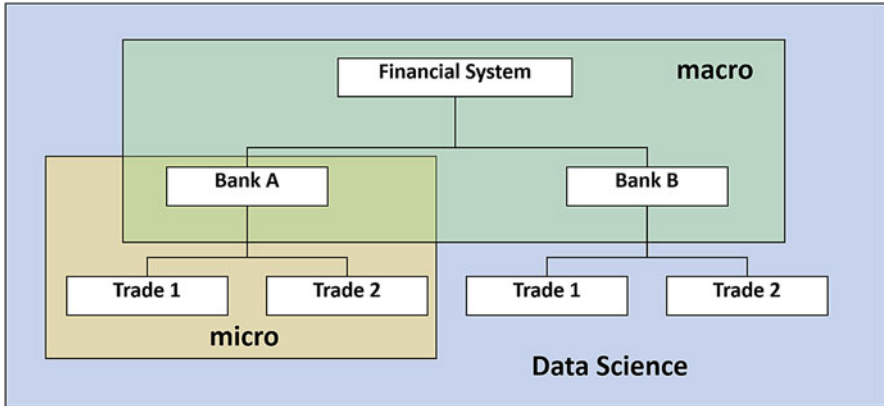 Financial System
macro
Bank A
Bank B
Trade 1
Trade 2
Trade 1
Trade 2
micro
Data Science